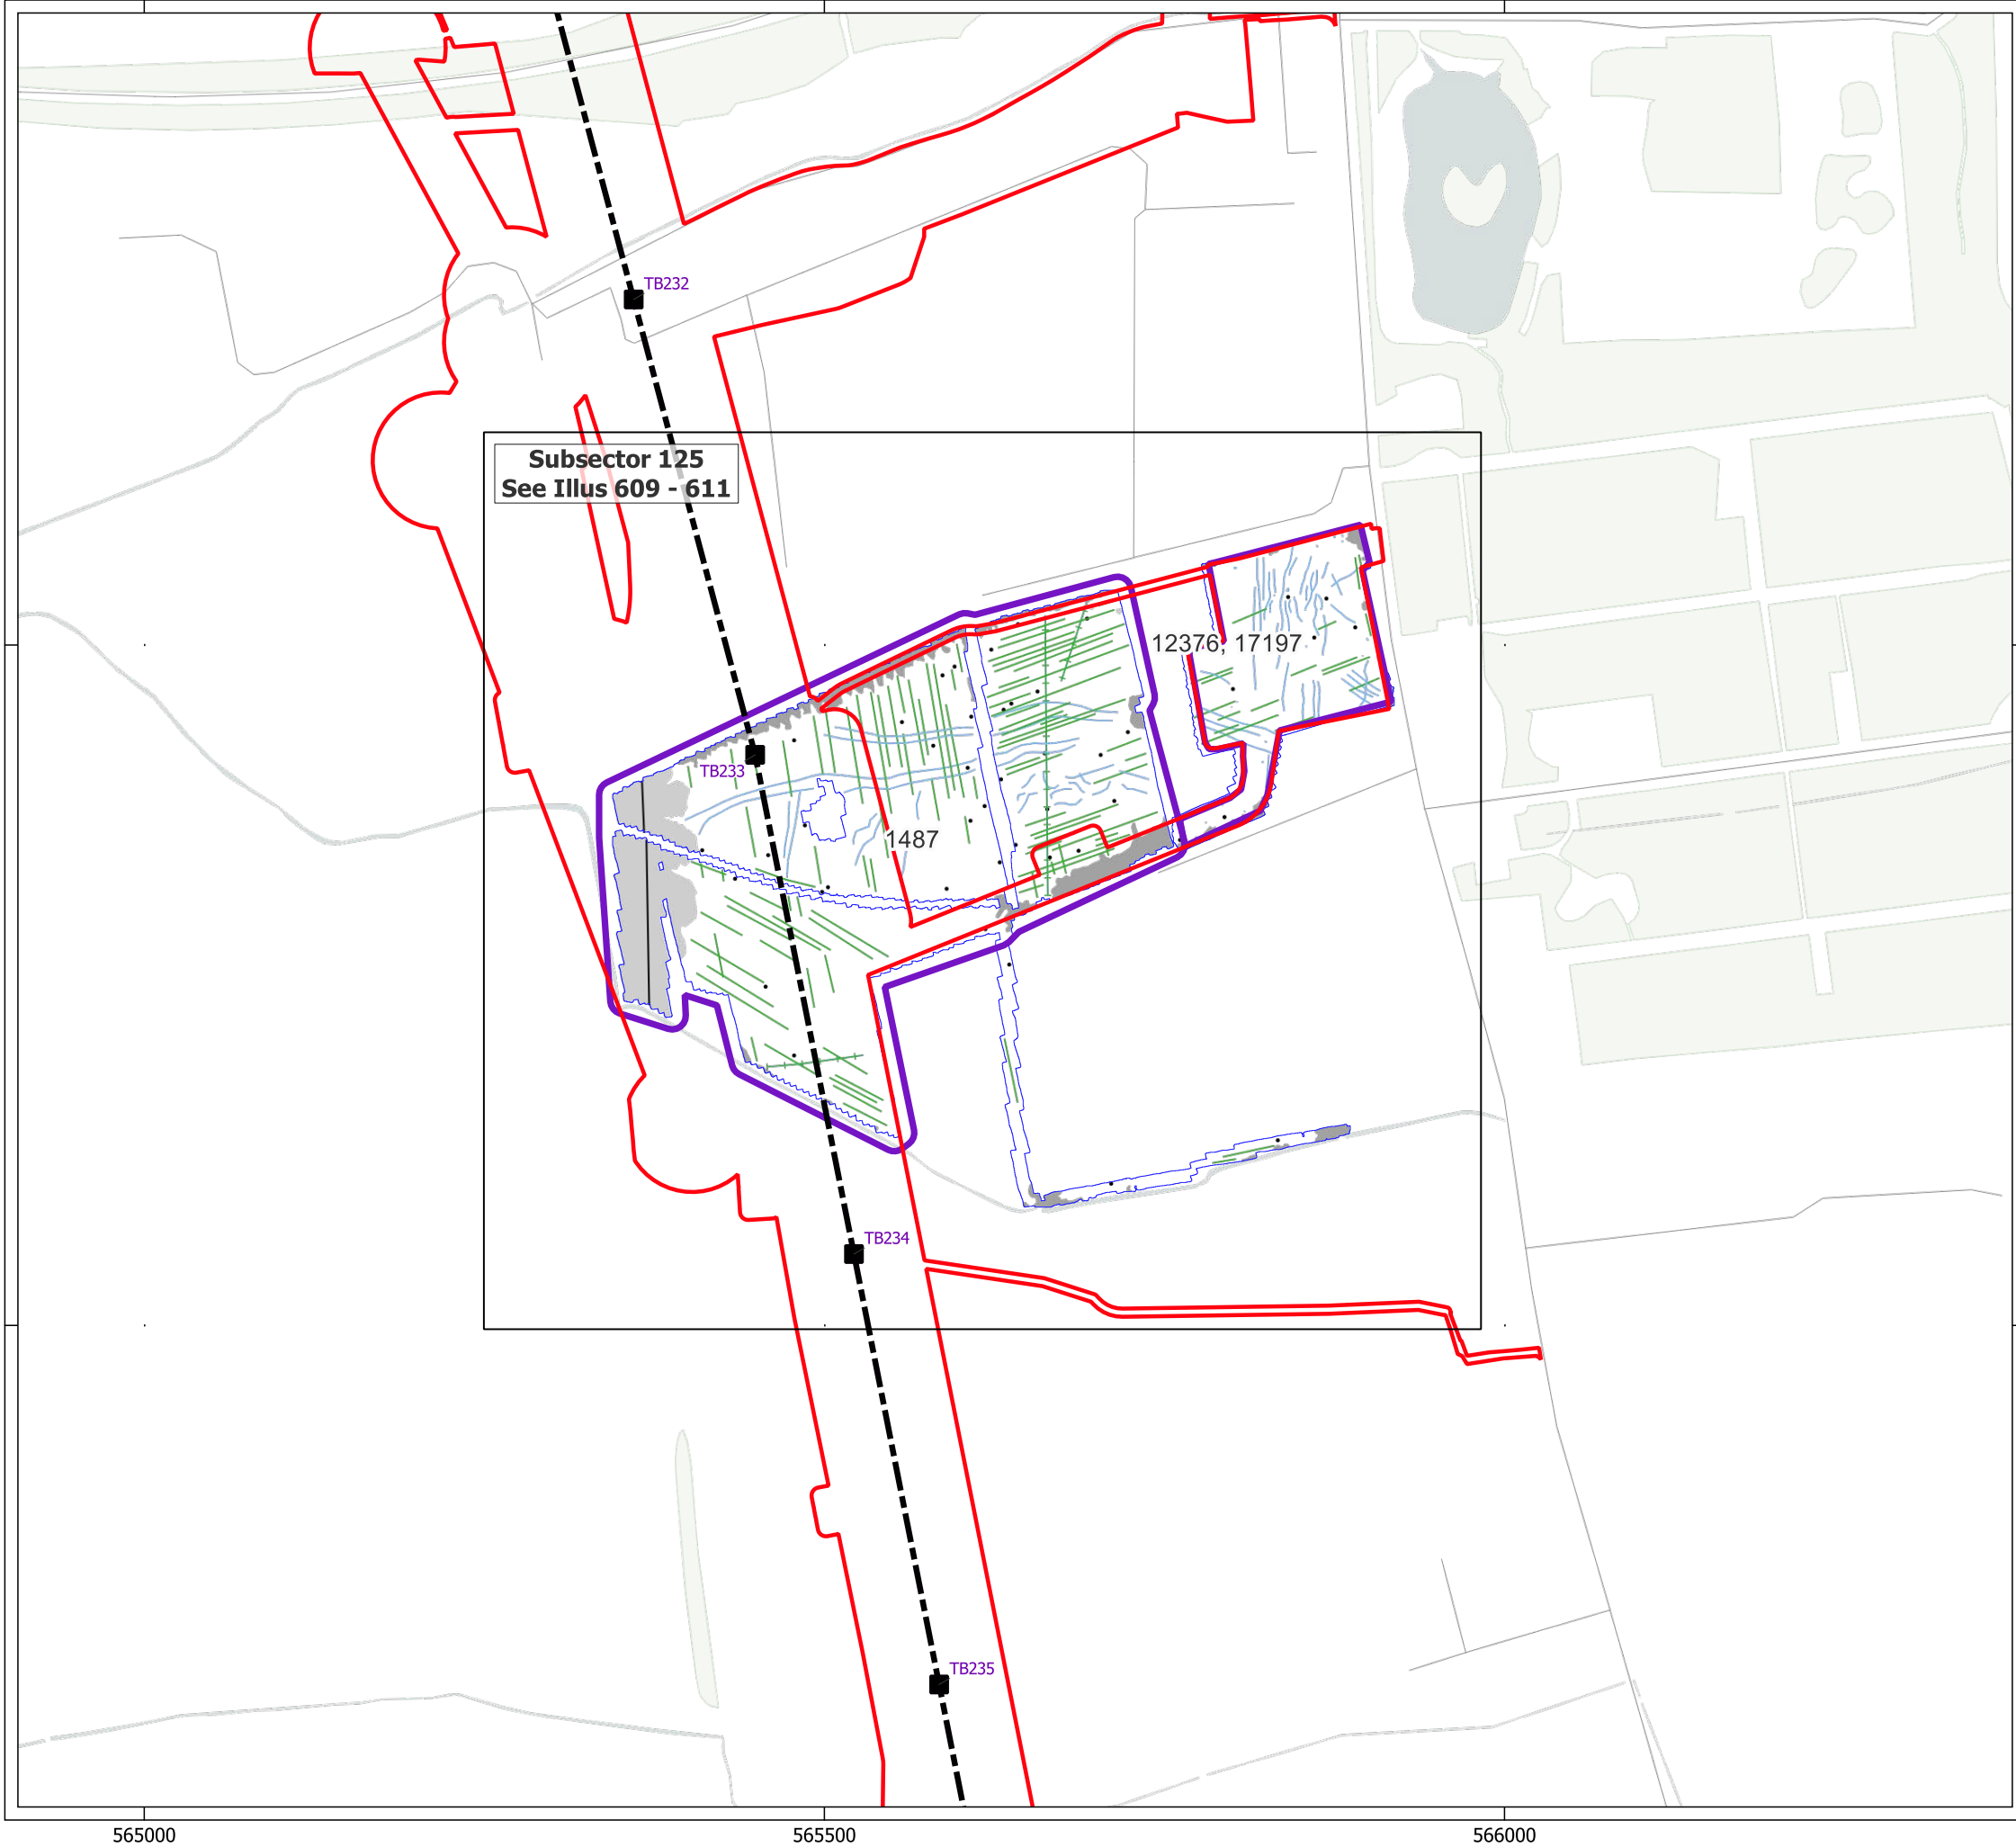 TB232
Subsector 125
See Illus 609 - 611
12376, 17197
TB233
1487
TB234
TB235
565000
565500
566000